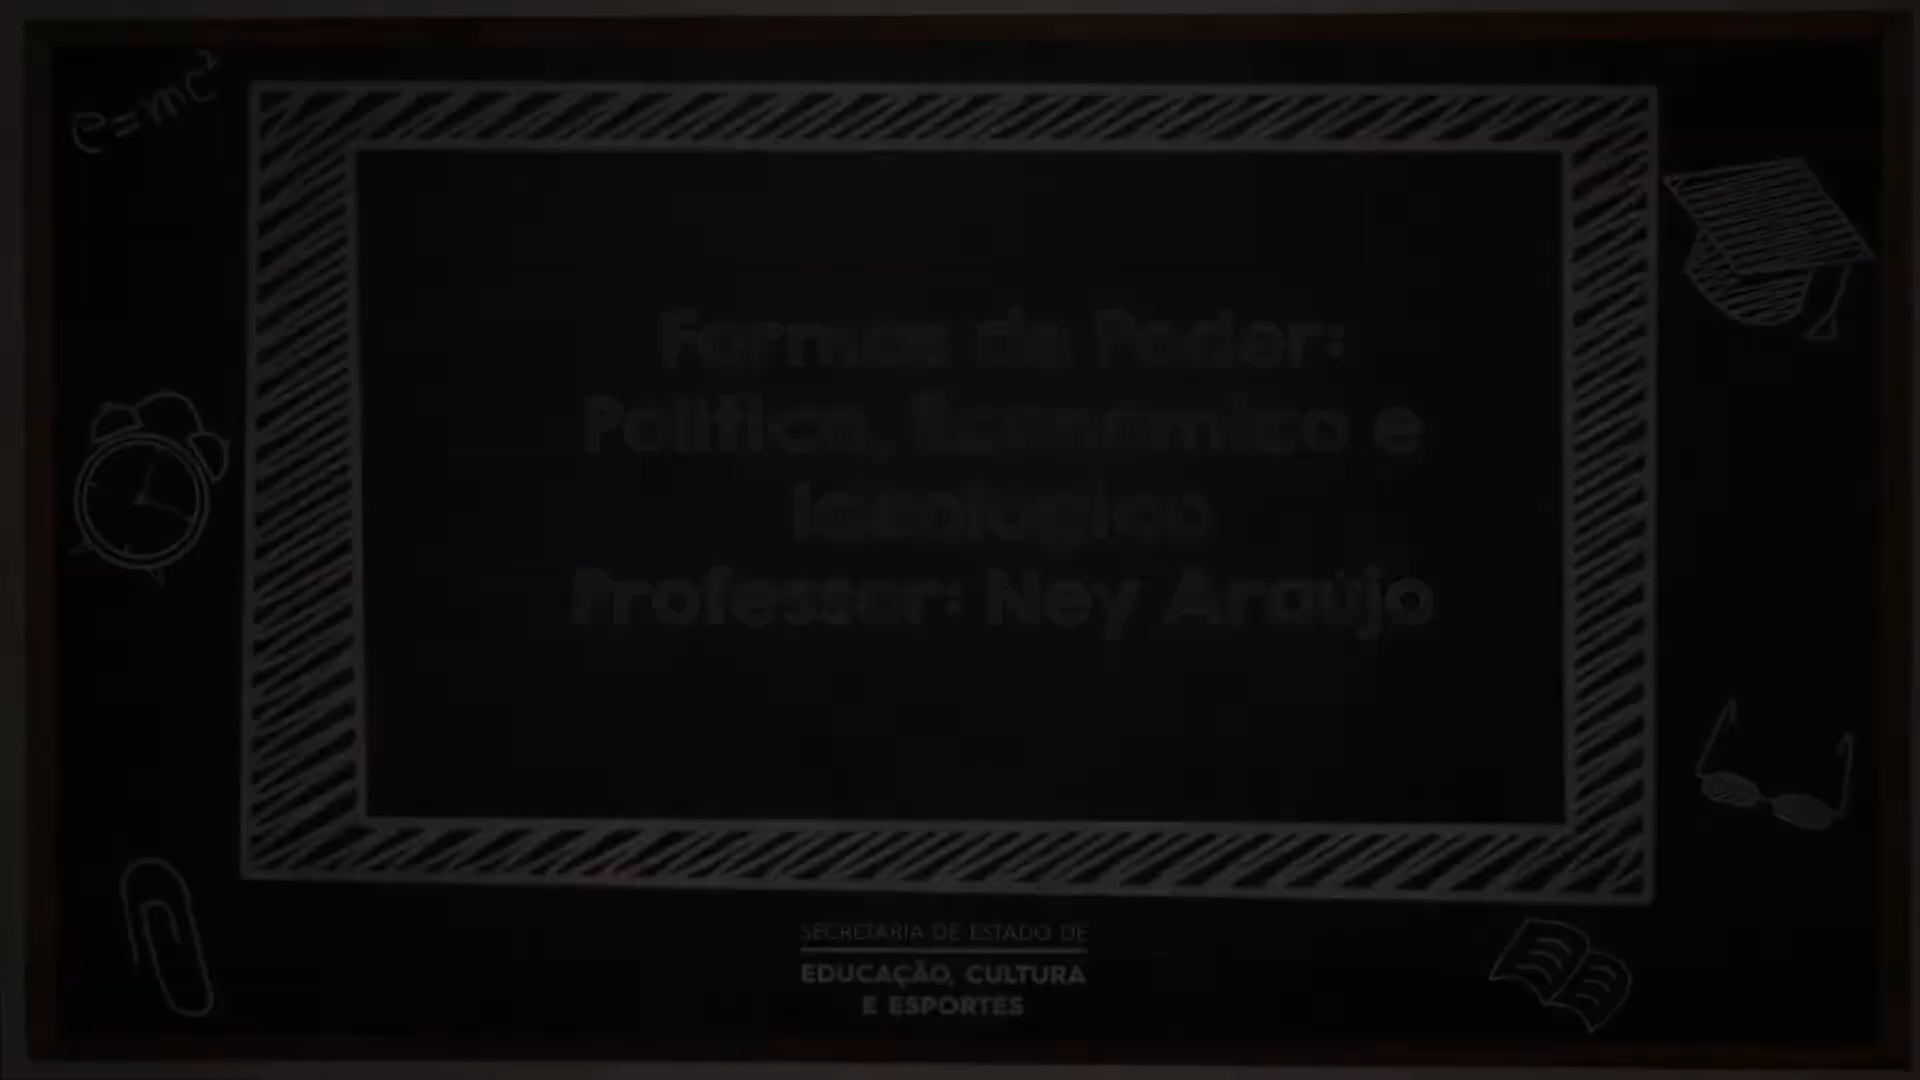 e=mc²
Formas de Poder:
Político, Econômico e
Ideológico
Professor: Ney Araújo
SECRETARIA DE ESTADO DE
EDUCAÇÃO, CULTURA
E ESPORTES